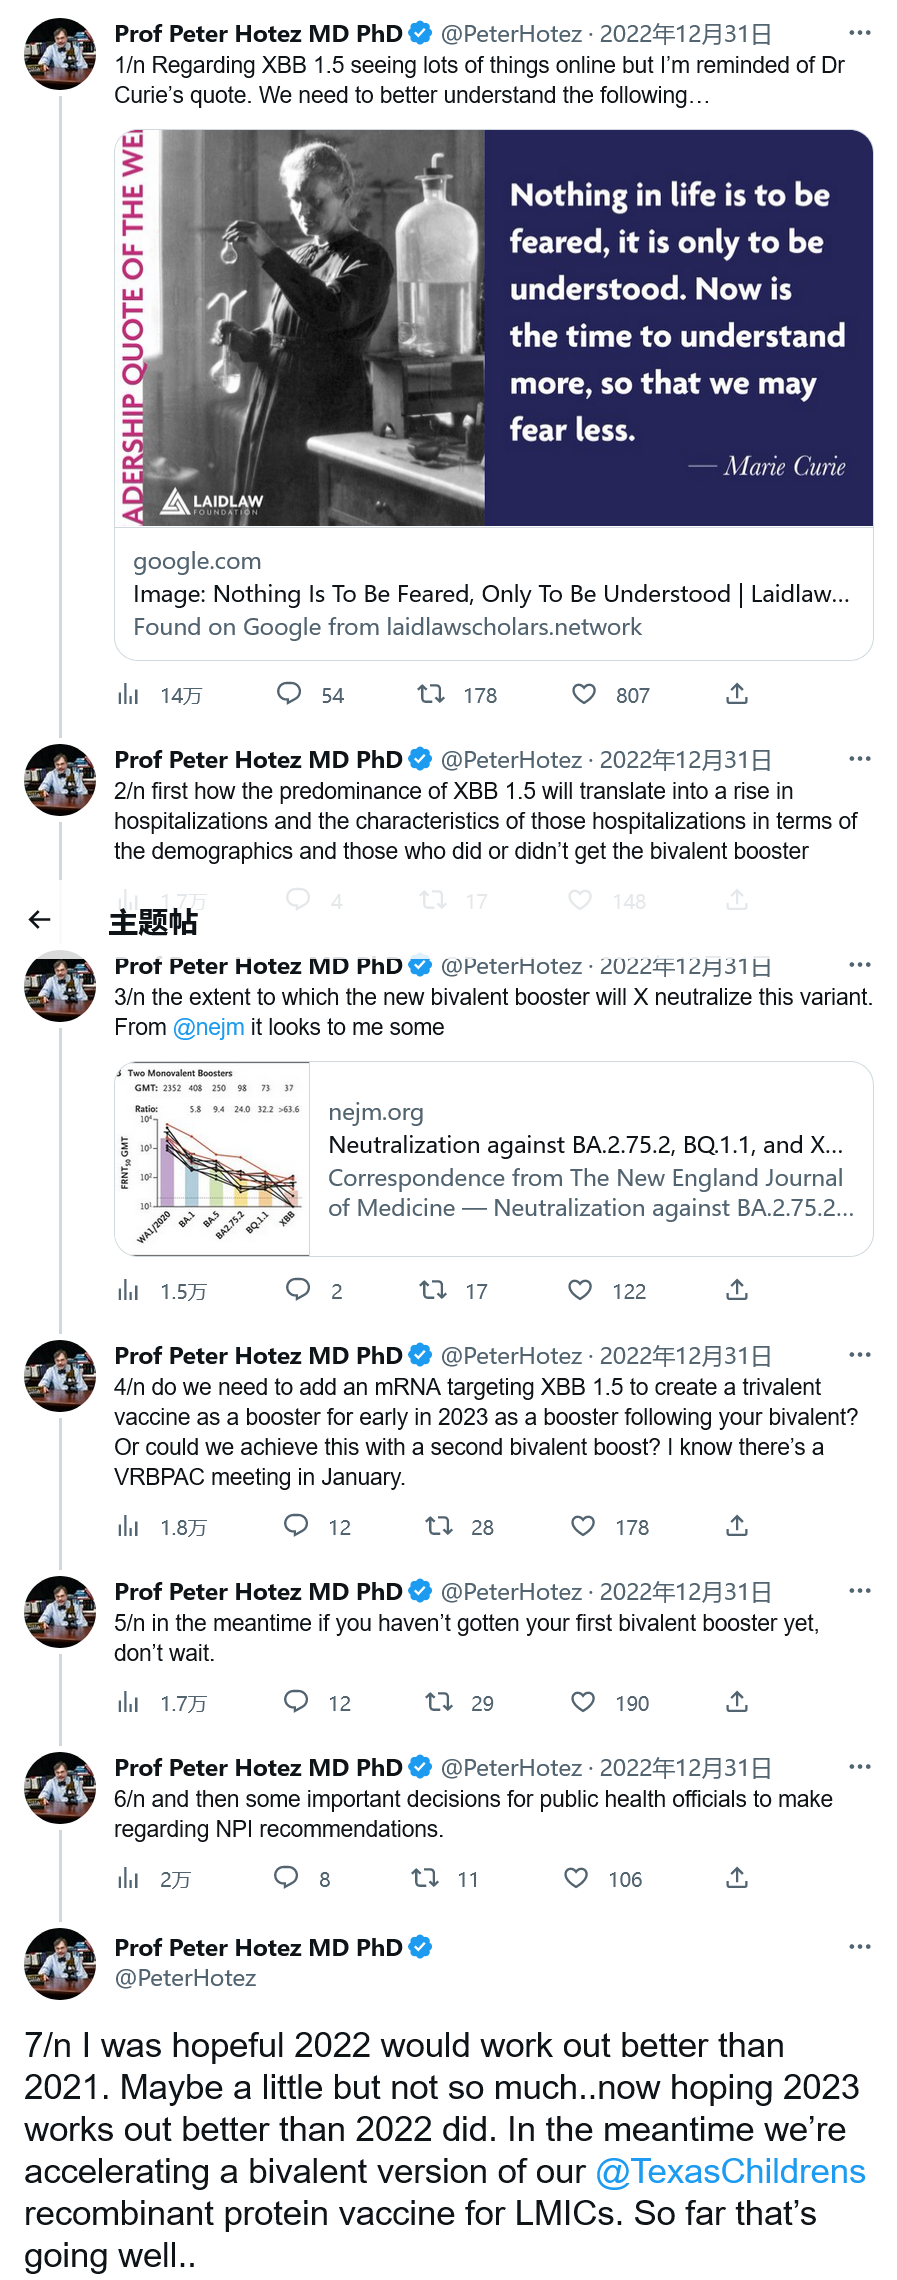 Prof Peter Hotez MD PhD @PeterHotez · 2022年12月31日
1/n Regarding XBB 1.5 seeing lots of things online but I’m reminded of Dr
Curie’s quote. We need to better understand the following…
ADERSHIP QUOTE OF THE WE
Nothing in life is to be
feared, it is only to be
understood. Now is
the time to understand
more, so that we may
fear less.
— Marie Curie
LAIDLAW
FOUNDATION
google.com
Image: Nothing Is To Be Feared, Only To Be Understood | Laidlaw...
Found on Google from laidlawscholars.network
14万 54 178 807
Prof Peter Hotez MD PhD @PeterHotez · 2022年12月31日
2/n first how the predominance of XBB 1.5 will translate into a rise in
hospitalizations and the characteristics of those hospitalizations in terms of
the demographics and those who did or didn’t get the bivalent booster
1.7万 4 17 148
主题帖
Prof Peter Hotez MD PhD @PeterHotez · 2022年12月31日
3/n the extent to which the new bivalent booster will X neutralize this variant.
From @nejm it looks to me some
Two Monovalent Boosters
GMT: 2352 408 250 98 73 37
Ratio: 5.8 9.4 24.0 32.2 >63.6
10⁴
10³
10²
10¹
FRNT₅₀ GMT
WA1/2020 BA.1 BA.5 BA2.75.2 BQ.1.1 XBB
nejm.org
Neutralization against BA.2.75.2, BQ.1.1, and X...
Correspondence from The New England Journal
of Medicine — Neutralization against BA.2.75.2...
1.5万 2 17 122
Prof Peter Hotez MD PhD @PeterHotez · 2022年12月31日
4/n do we need to add an mRNA targeting XBB 1.5 to create a trivalent
vaccine as a booster for early in 2023 as a booster following your bivalent?
Or could we achieve this with a second bivalent boost? I know there’s a
VRBPAC meeting in January.
1.8万 12 28 178
Prof Peter Hotez MD PhD @PeterHotez · 2022年12月31日
5/n in the meantime if you haven’t gotten your first bivalent booster yet,
don’t wait.
1.7万 12 29 190
Prof Peter Hotez MD PhD @PeterHotez · 2022年12月31日
6/n and then some important decisions for public health officials to make
regarding NPI recommendations.
2万 8 11 106
Prof Peter Hotez MD PhD
@PeterHotez
7/n I was hopeful 2022 would work out better than
2021. Maybe a little but not so much..now hoping 2023
works out better than 2022 did. In the meantime we’re
accelerating a bivalent version of our @TexasChildrens
recombinant protein vaccine for LMICs. So far that’s
going well..